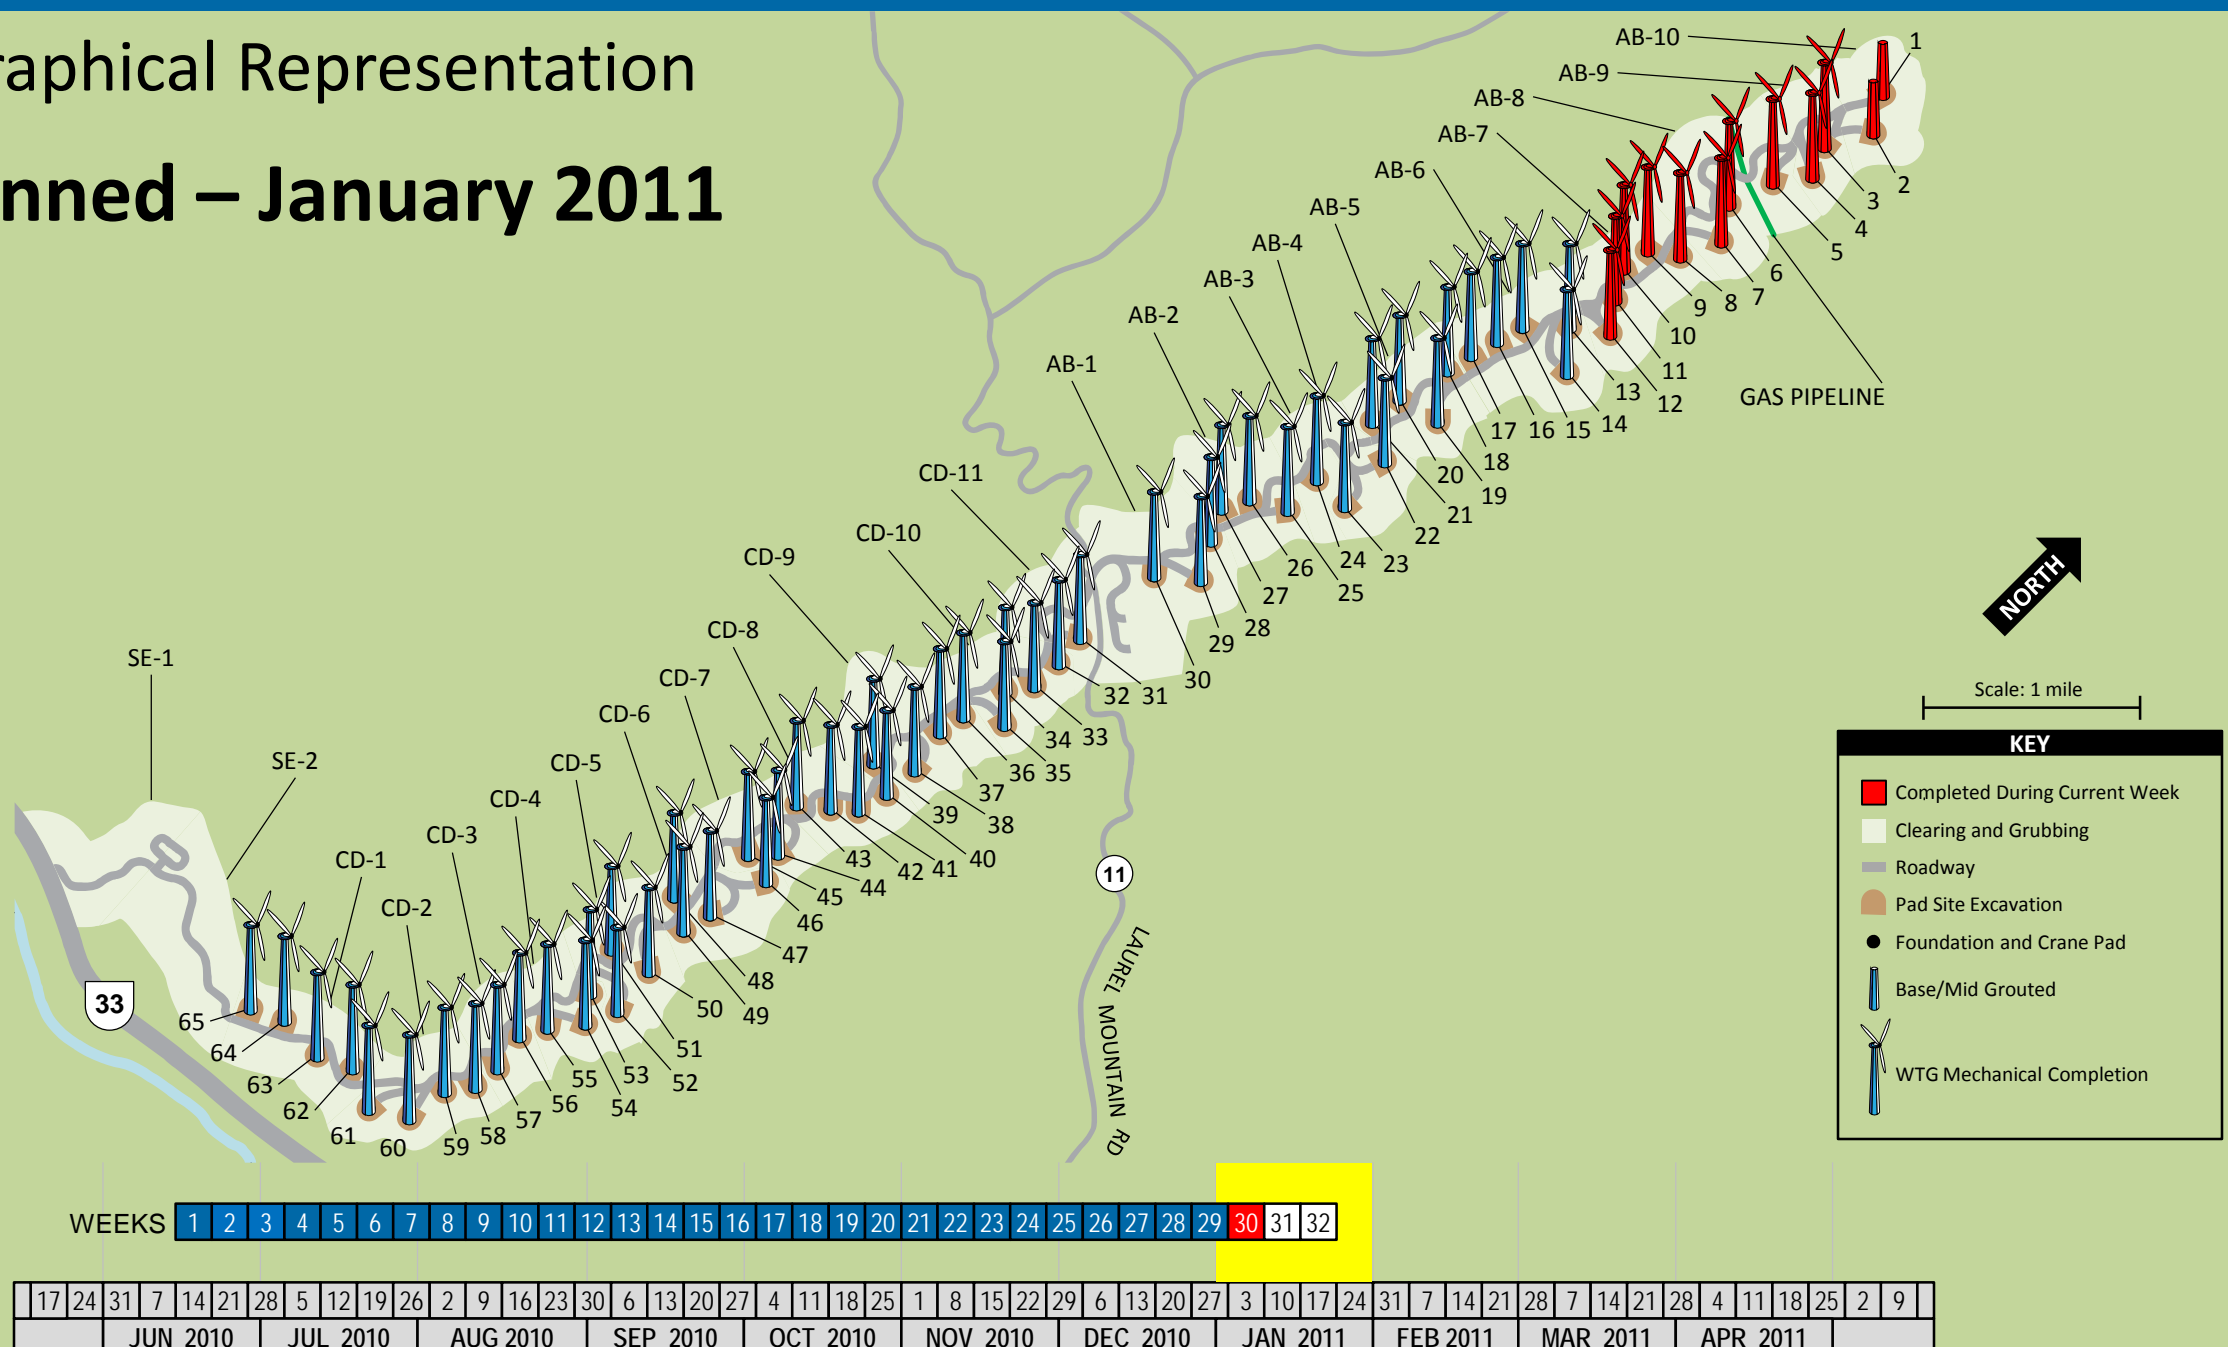 raphical Representation
nned – January 2011
AB-10
1
AB-9
AB-8
AB-7
AB-6
AB-5
AB-4
AB-3
AB-2
AB-1
2
3
4
5
6
7
8
9
10
11
12
13
14
15
16
17
18
19
20
21
22
23
24
25
26
27
28
29
30
GAS PIPELINE
CD-11
CD-10
CD-9
CD-8
CD-7
CD-6
CD-5
CD-4
CD-3
CD-2
CD-1
SE-1
SE-2
31
32
33
34
35
36
37
38
39
40
41
42
43
44
45
46
47
48
49
50
51
52
53
54
55
56
57
58
59
60
61
62
63
64
65
33
11
LAUREL MOUNTAIN RD
NORTH
Scale: 1 mile
KEY
Completed During Current Week
Clearing and Grubbing
Roadway
Pad Site Excavation
Foundation and Crane Pad
Base/Mid Grouted
WTG Mechanical Completion
WEEKS 1 2 3 4 5 6 7 8 9 10 11 12 13 14 15 16 17 18 19 20 21 22 23 24 25 26 27 28 29 30 31 32
17 24 31 7 14 21 28 5 12 19 26 2 9 16 23 30 6 13 20 27 4 11 18 25 1 8 15 22 29 6 13 20 27 3 10 17 24 31 7 14 21 28 7 14 21 28 4 11 18 25 2 9
JUN 2010 JUL 2010 AUG 2010 SEP 2010 OCT 2010 NOV 2010 DEC 2010 JAN 2011 FEB 2011 MAR 2011 APR 2011